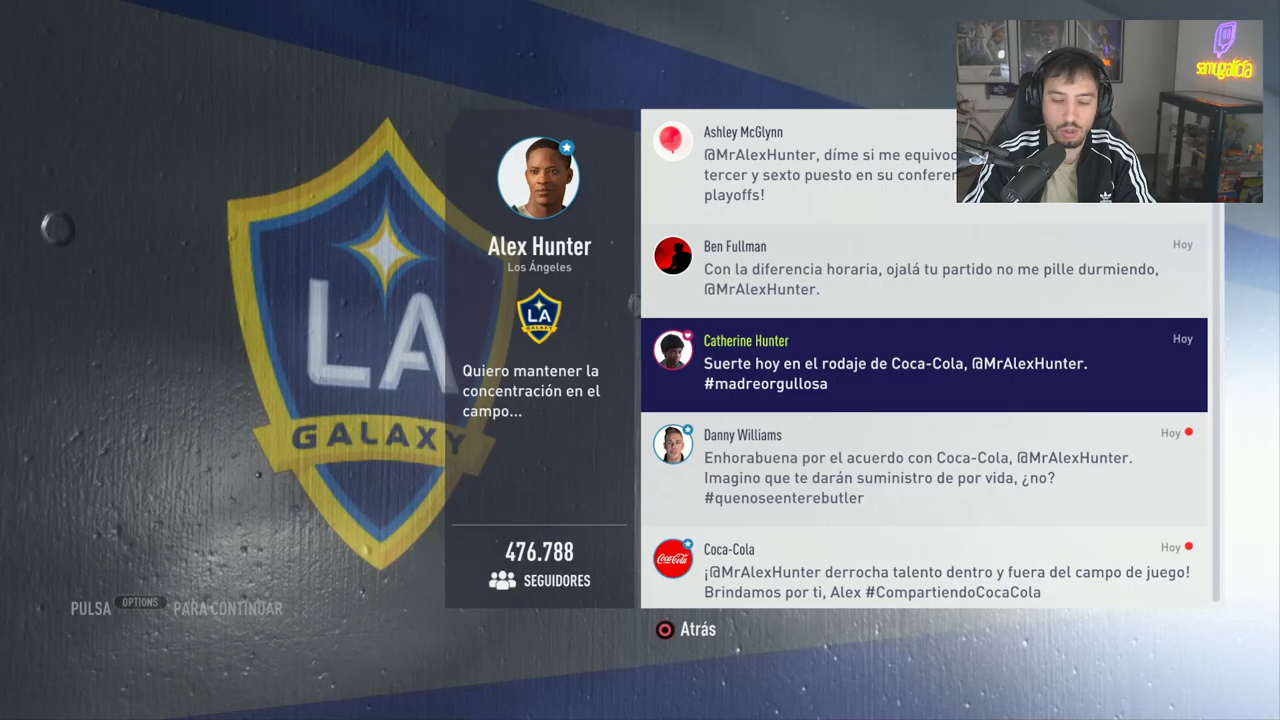 samugalicia
Ashley McGlynn
@MrAlexHunter, díme si me equivoc
tercer y sexto puesto en su conferen
playoffs!
Alex Hunter
Los Ángeles
LA
GALAXY
Quiero mantener la
concentración en el
campo...
476.788
SEGUIDORES
LA
GALAXY
Ben Fullman
Hoy
Con la diferencia horaria, ojalá tu partido no me pille durmiendo,
@MrAlexHunter.
Catherine Hunter
Hoy
Suerte hoy en el rodaje de Coca-Cola, @MrAlexHunter.
#madreorgullosa
Danny Williams
Hoy
Enhorabuena por el acuerdo con Coca-Cola, @MrAlexHunter.
Imagino que te darán suministro de por vida, ¿no?
#quenoseenterebutler
Coca-Cola
Coca-Cola
Hoy
¡@MrAlexHunter derrocha talento dentro y fuera del campo de juego!
Brindamos por ti, Alex #CompartiendoCocaCola
PULSA OPTIONS PARA CONTINUAR
Atrás